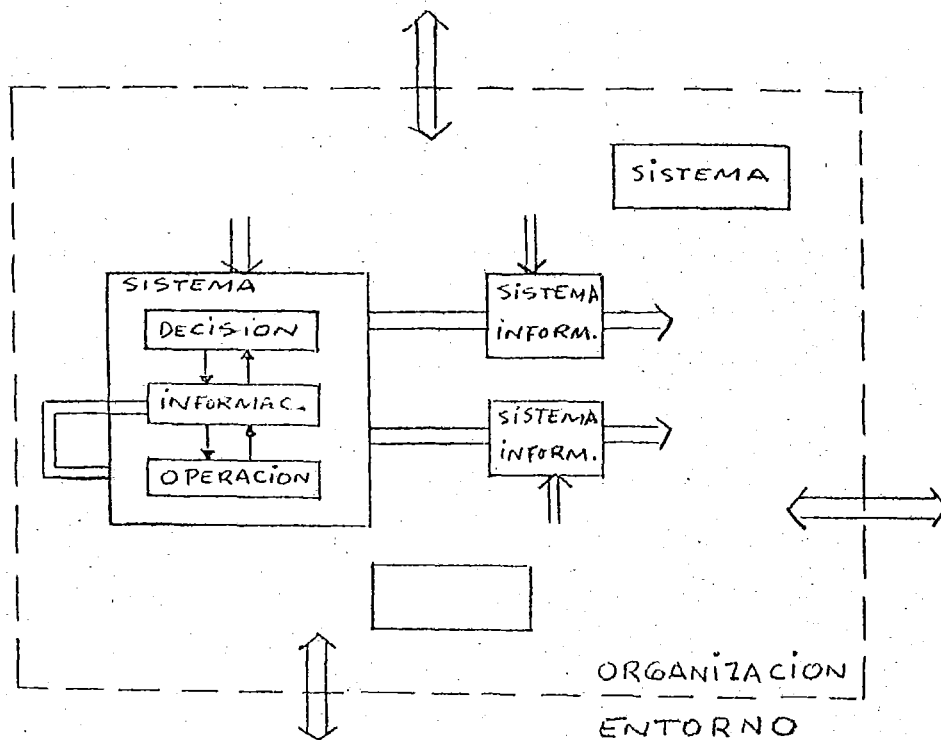 SISTEMA
SISTEMA
DECISION
INFORMAC.
OPERACION
SISTEMA
INFORM.
SISTEMA
INFORM.
ORGANIZACION
ENTORNO